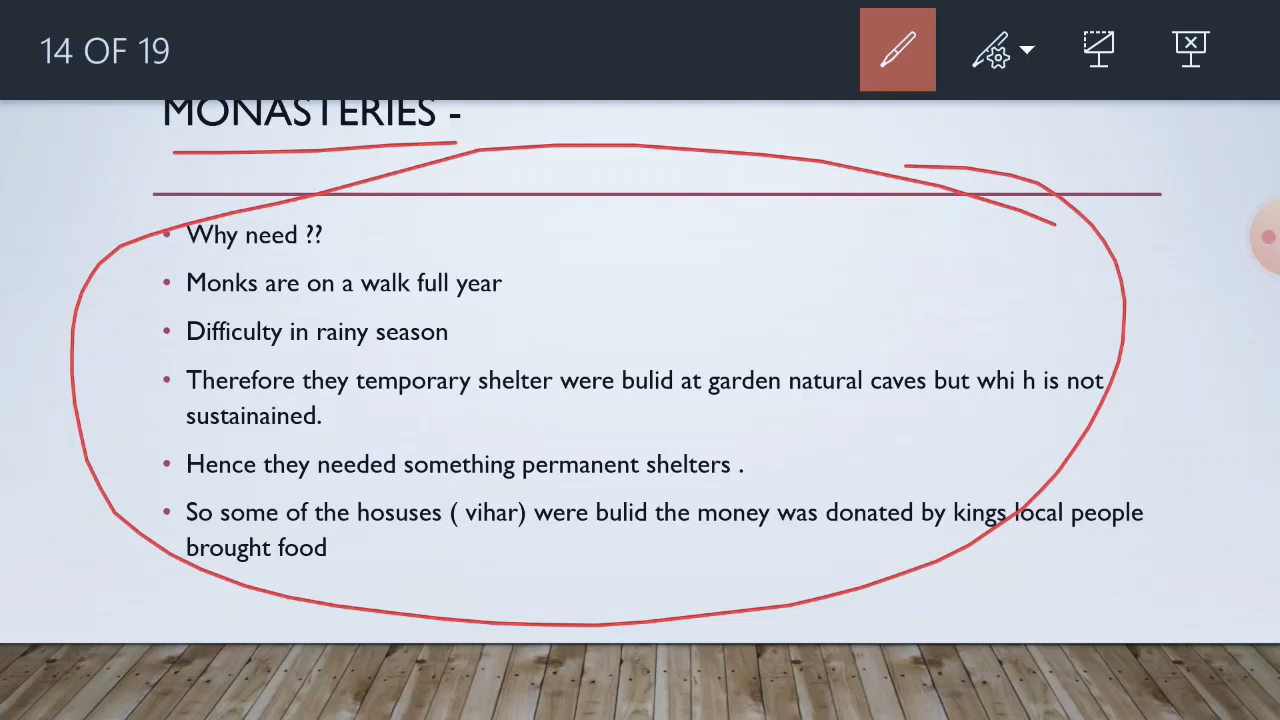 14 OF 19
MONASTERIES -
Why need ??
Monks are on a walk full year
Difficulty in rainy season
Therefore they temporary shelter were bulid at garden natural caves but whi h is not
sustainained.
Hence they needed something permanent shelters .
So some of the hosuses ( vihar) were bulid the money was donated by kings local people
brought food